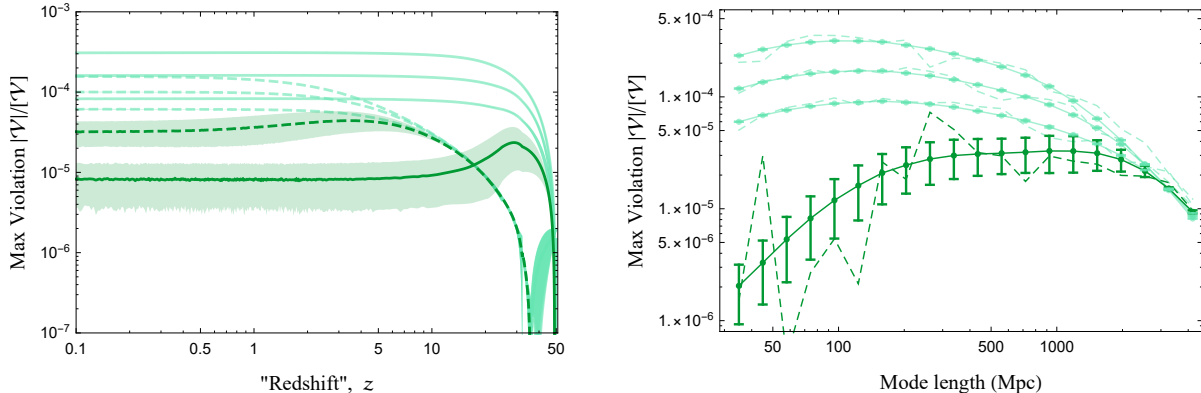 10⁻³
10⁻⁴
10⁻⁵
10⁻⁶
10⁻⁷
Max Violation |𝒱|/[𝒱]
0.1 0.5 1 5 10 50
"Redshift", z
5.×10⁻⁴
1.×10⁻⁴
5.×10⁻⁵
1.×10⁻⁵
5.×10⁻⁶
1.×10⁻⁶
Max Violation |𝒱|/[𝒱]
50 100 500 1000
Mode length (Mpc)